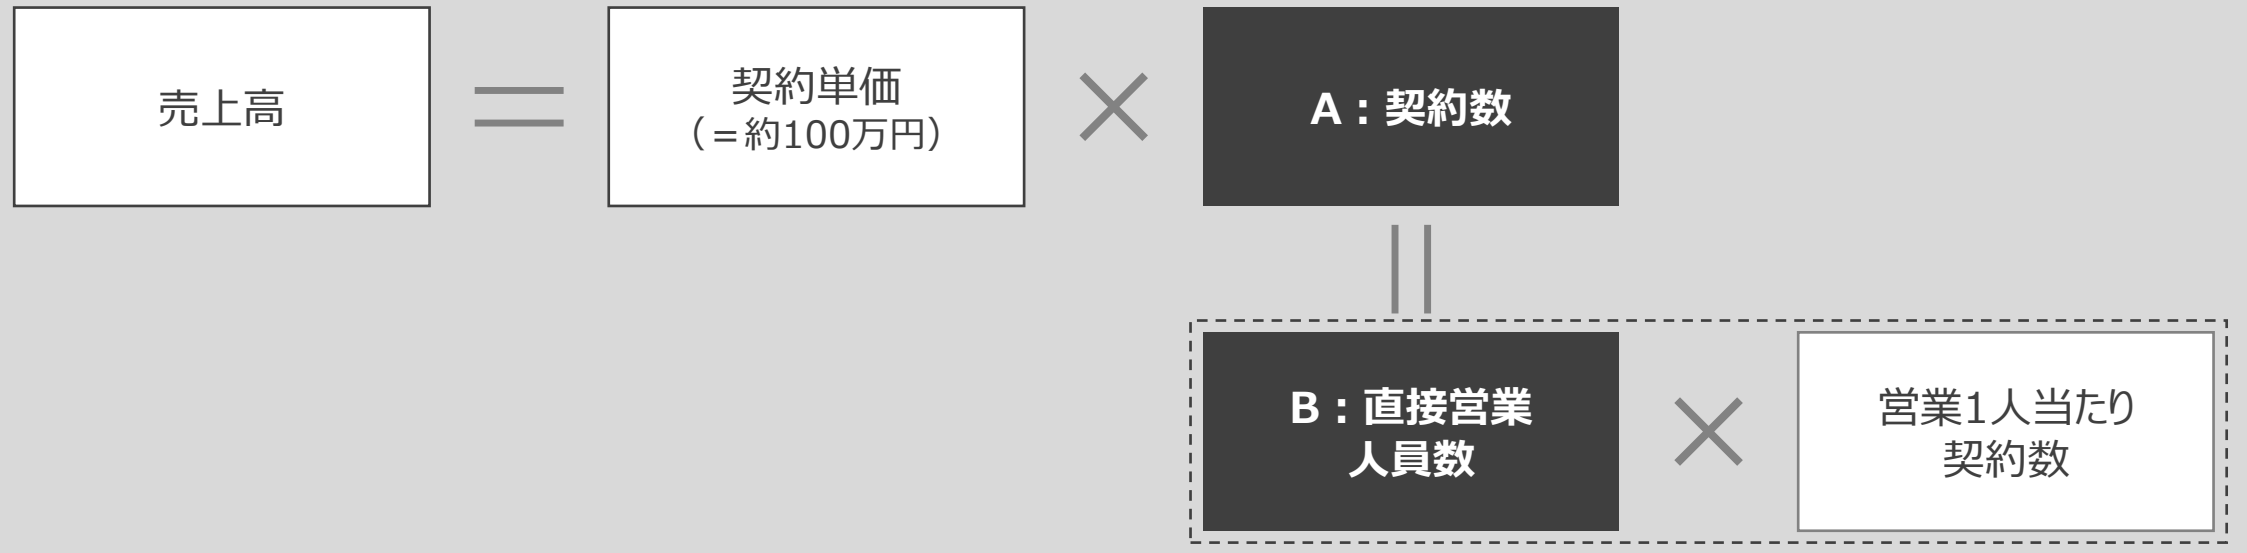 売上高
契約単価
（＝約100万円）
A：契約数
B：直接営業
人員数
営業1人当たり
契約数